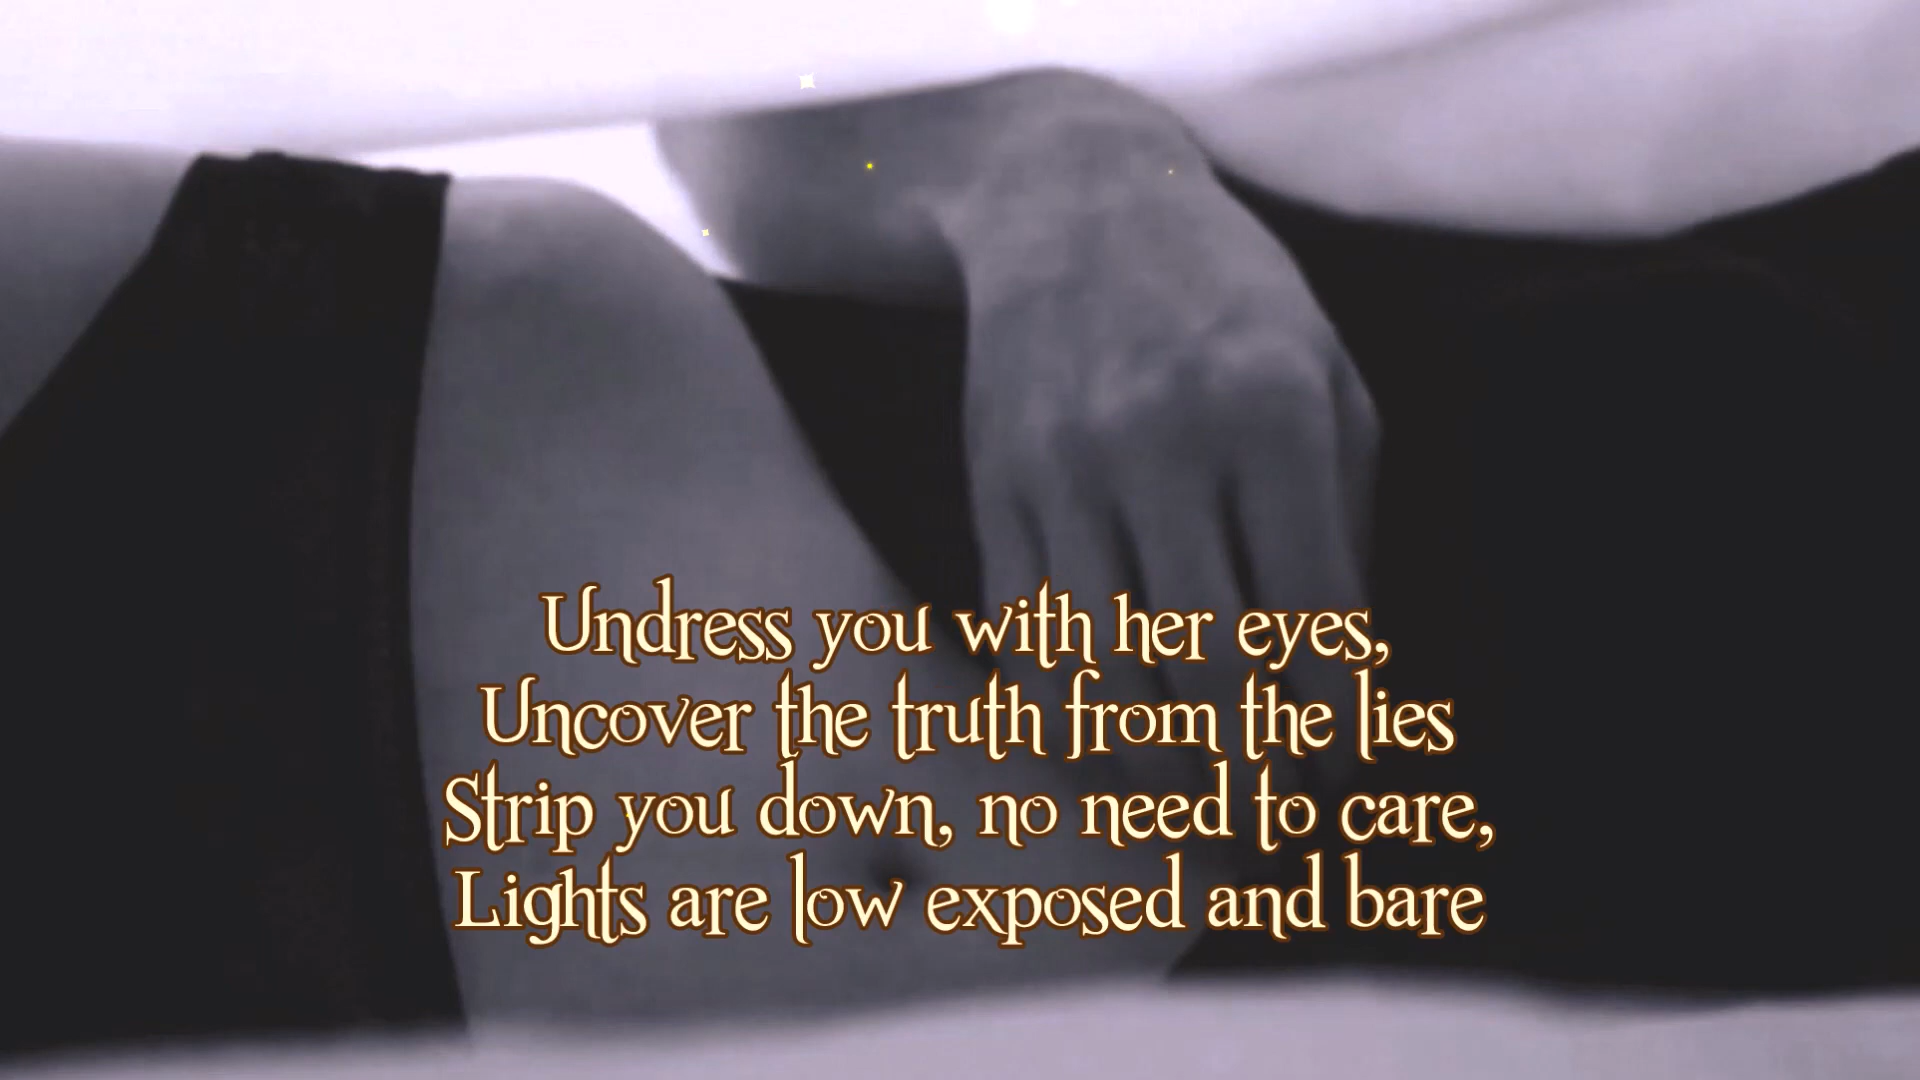 Undress you with her eyes,
Uncover the truth from the lies
Strip you down, no need to care,
Lights are low exposed and bare